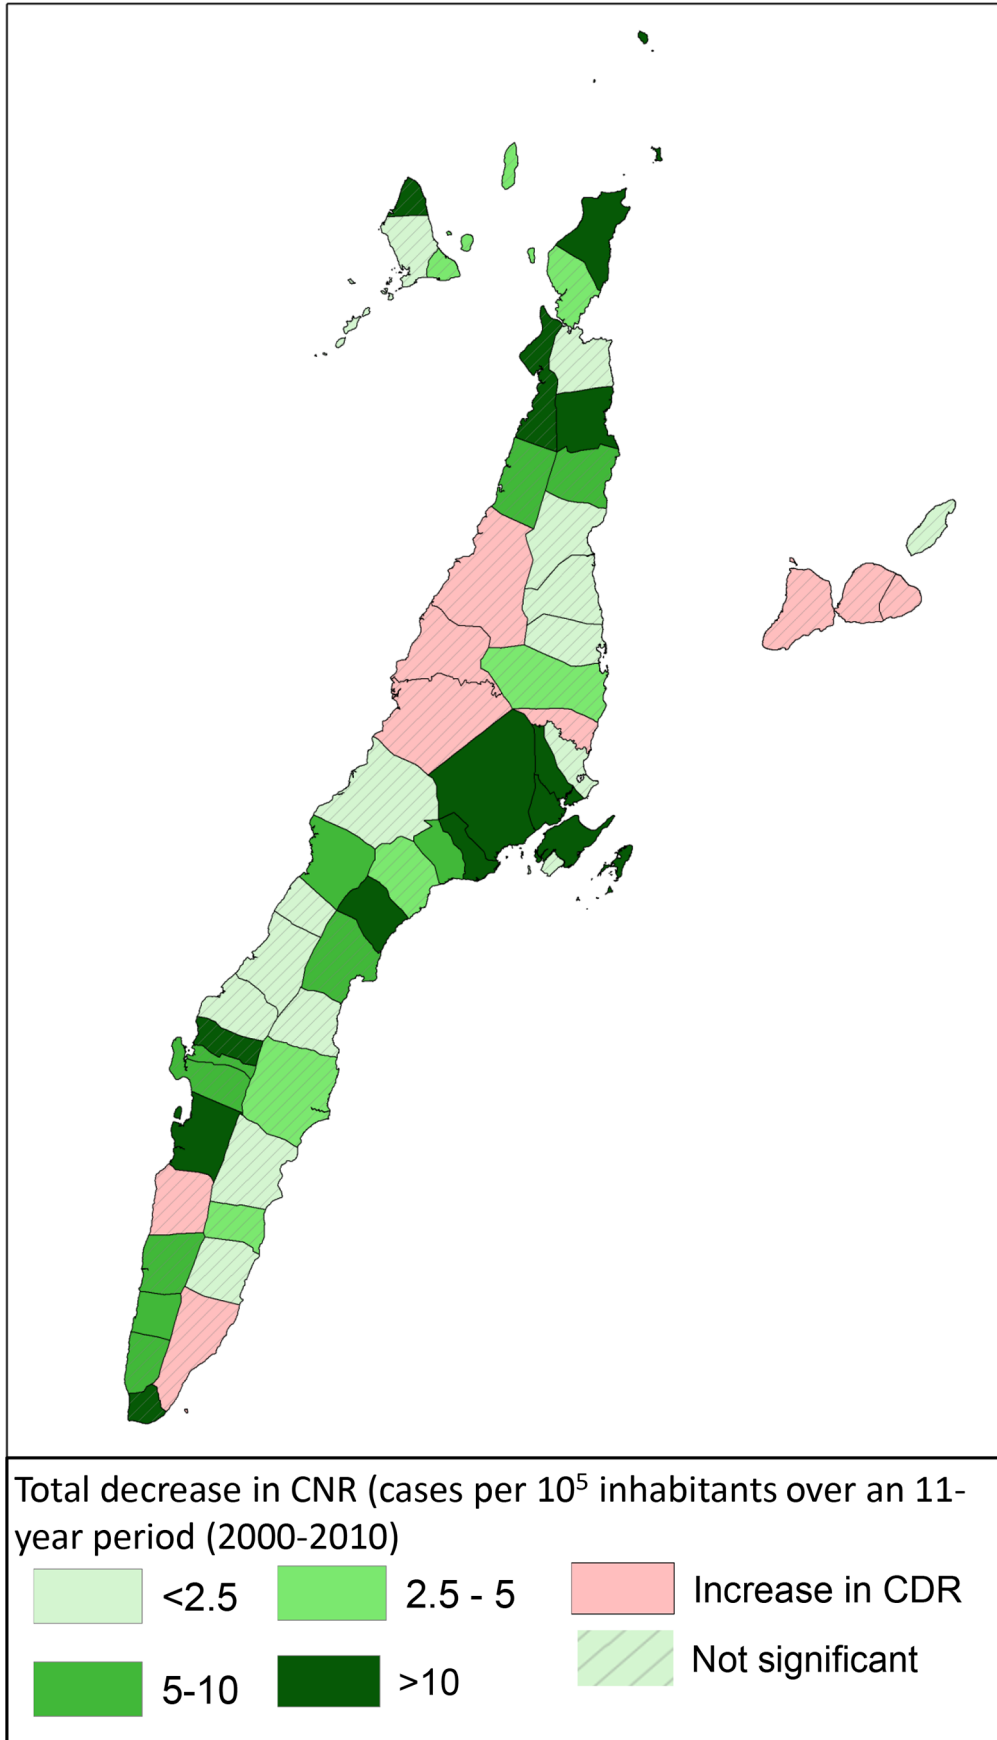 Total decrease in CNR (cases per 10⁵ inhabitants over an 11-
year period (2000-2010)
<2.5
2.5 - 5
Increase in CDR
5-10
>10
Not significant